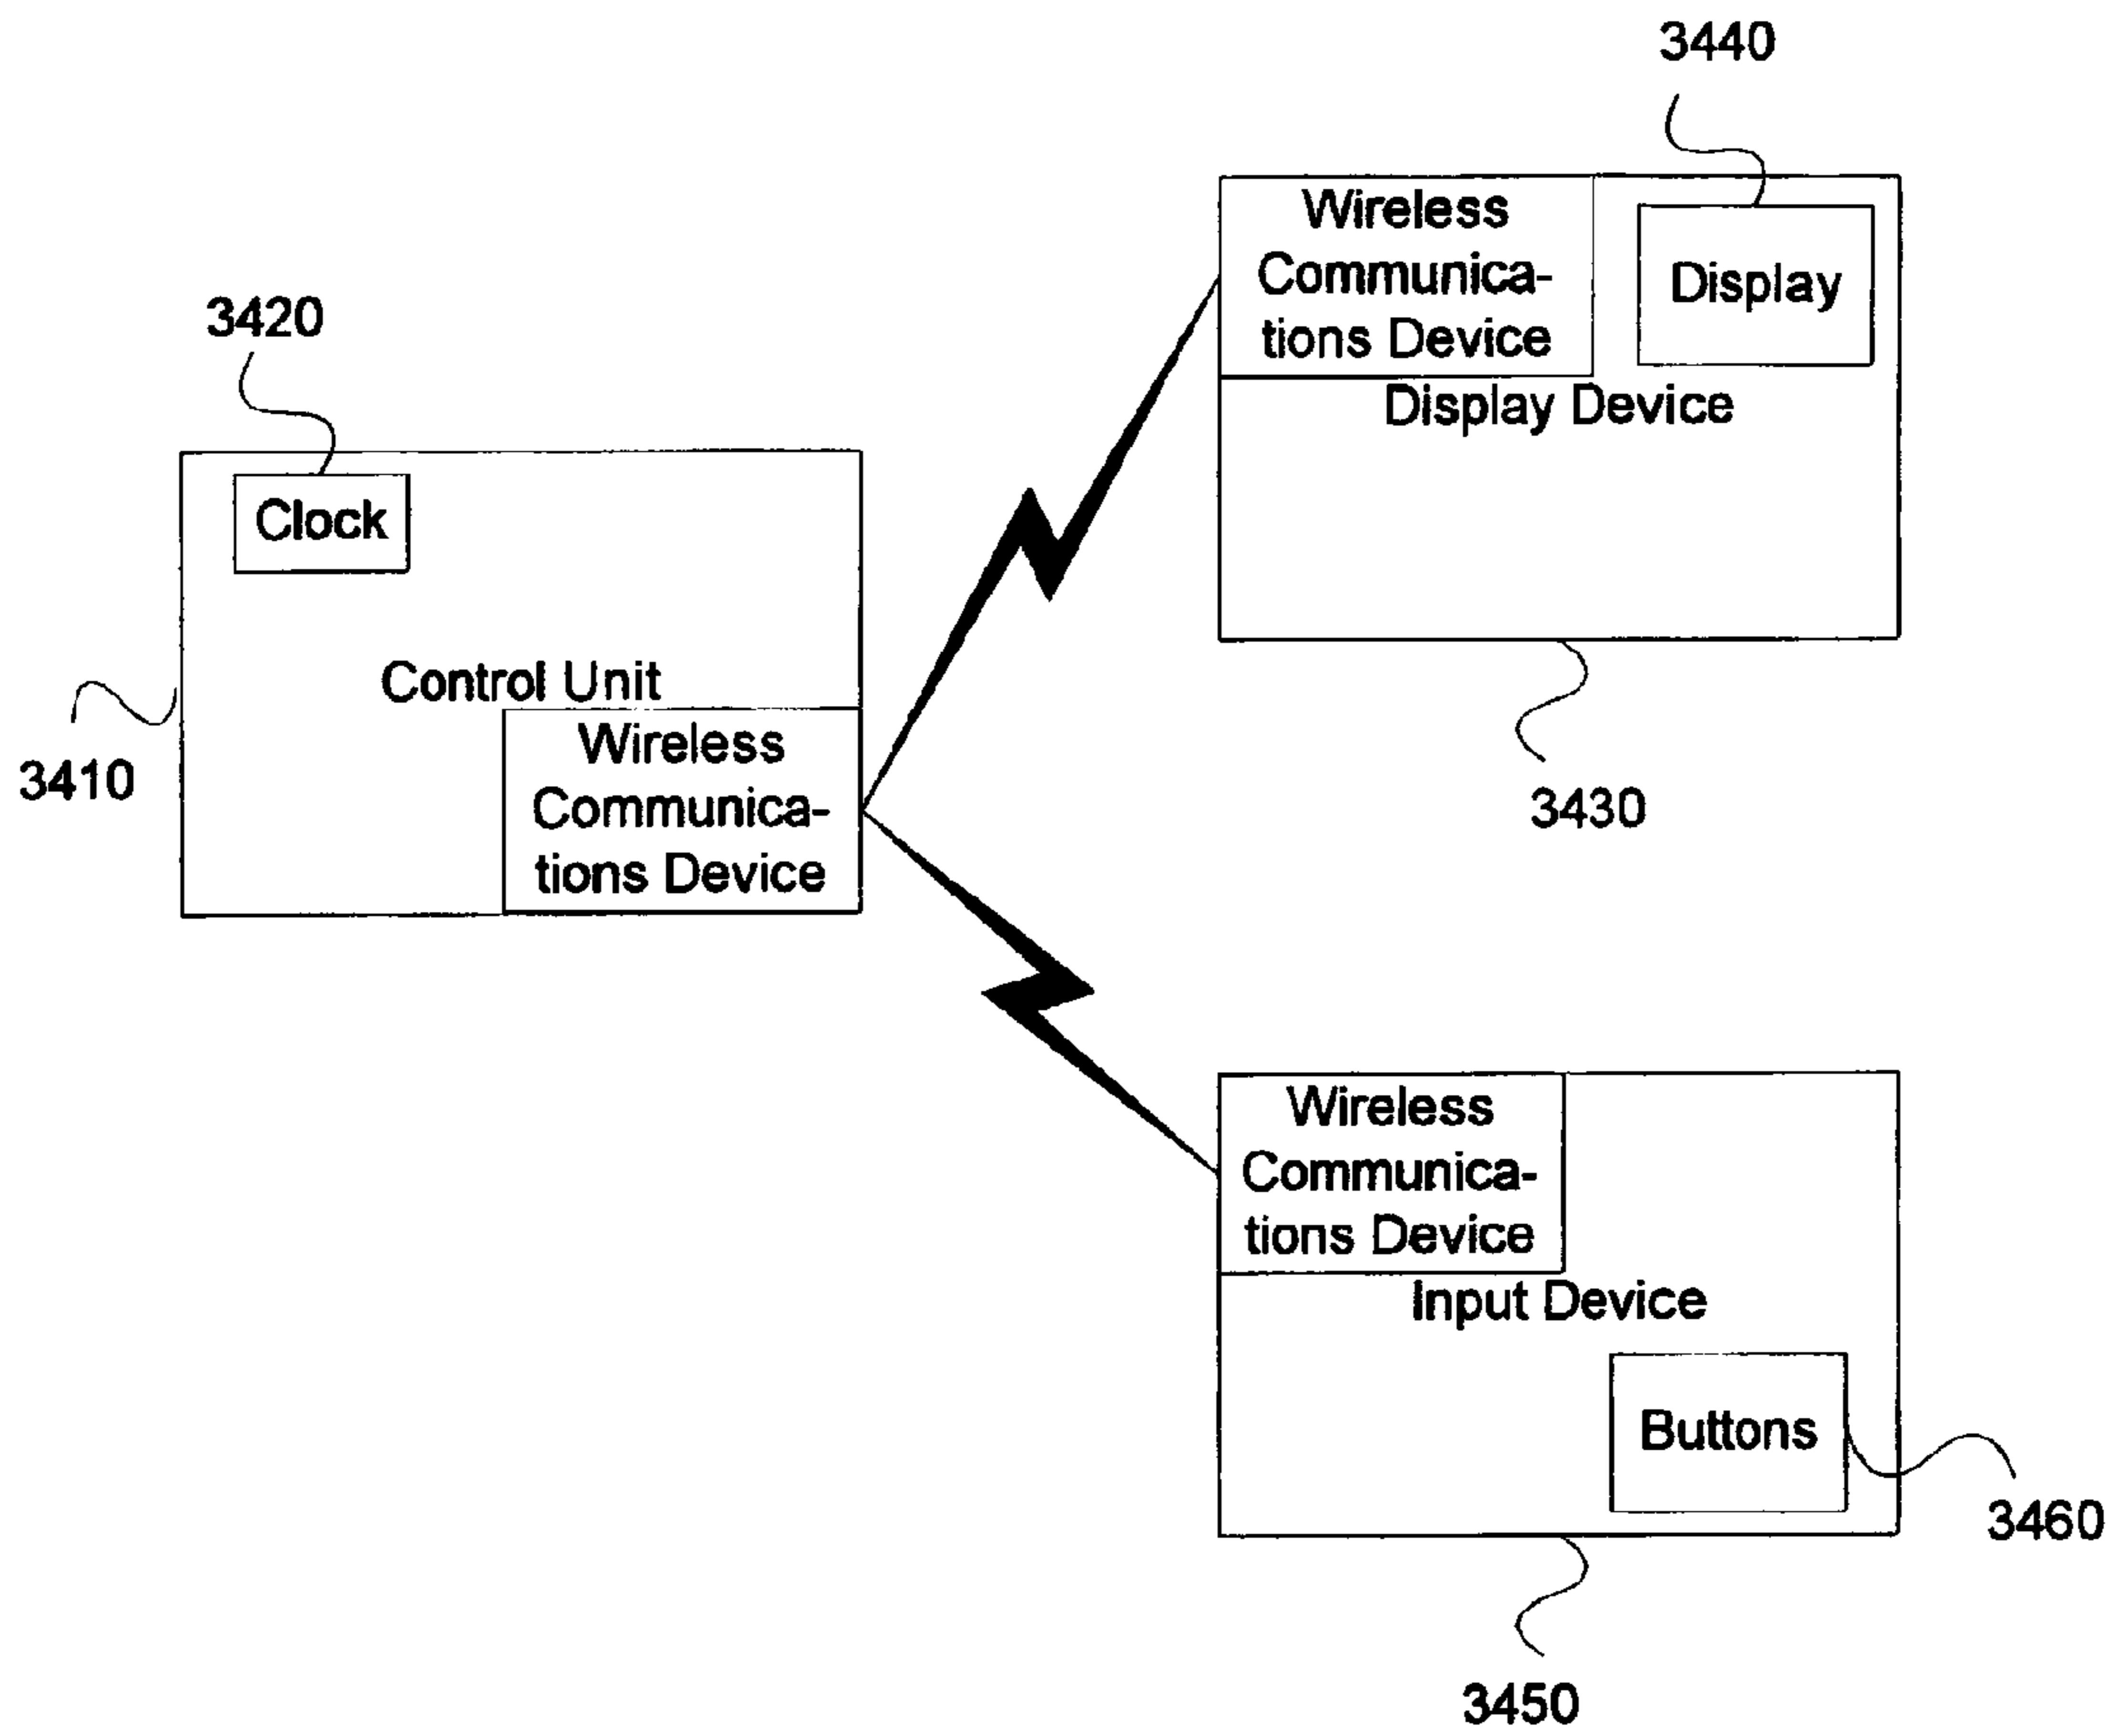 3440
Wireless
Communica-
tions Device
Display
Display Device
3430
3420
Clock
Control Unit
Wireless
Communica-
tions Device
3410
Wireless
Communica-
tions Device
Input Device
Buttons
3460
3450